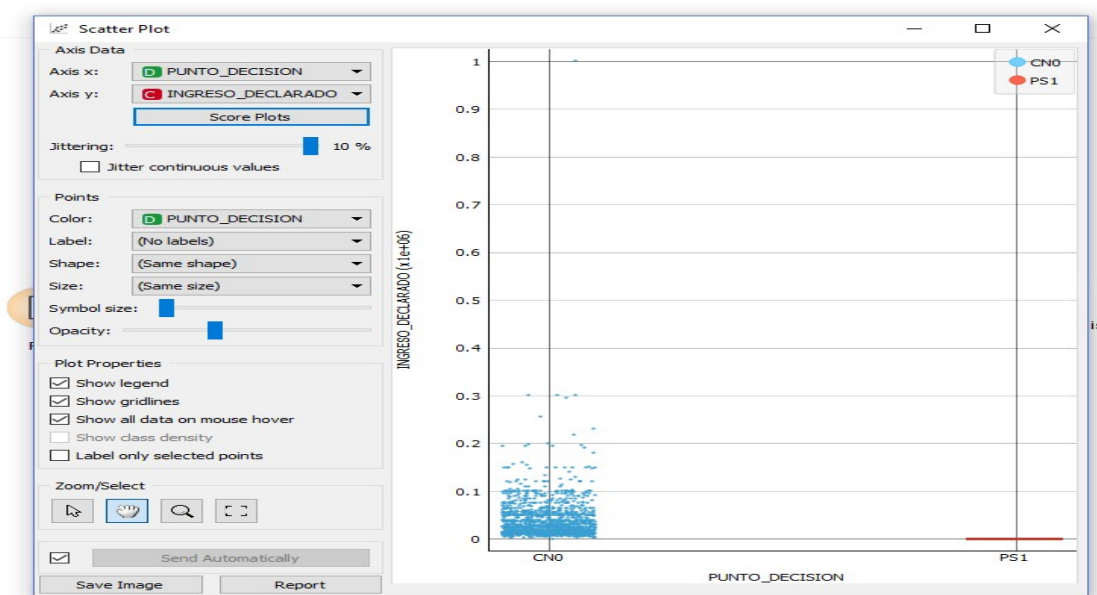 Scatter Plot
Axis Data
Axis x: D PUNTO_DECISION
Axis y: C INGRESO_DECLARADO
Score Plots
Jittering: 10 %
Jitter continuous values
Points
Color: D PUNTO_DECISION
Label: (No labels)
Shape: (Same shape)
Size: (Same size)
Symbol size:
Opacity:
Plot Properties
Show legend
Show gridlines
Show all data on mouse hover
Show class density
Label only selected points
Zoom/Select
Send Automatically
Save Image Report
INGRESO_DECLARADO (x1e+06)
1
0.9
0.8
0.7
0.6
0.5
0.4
0.3
0.2
0.1
0
CN0 PS1
PUNTO_DECISION
CN0
PS1